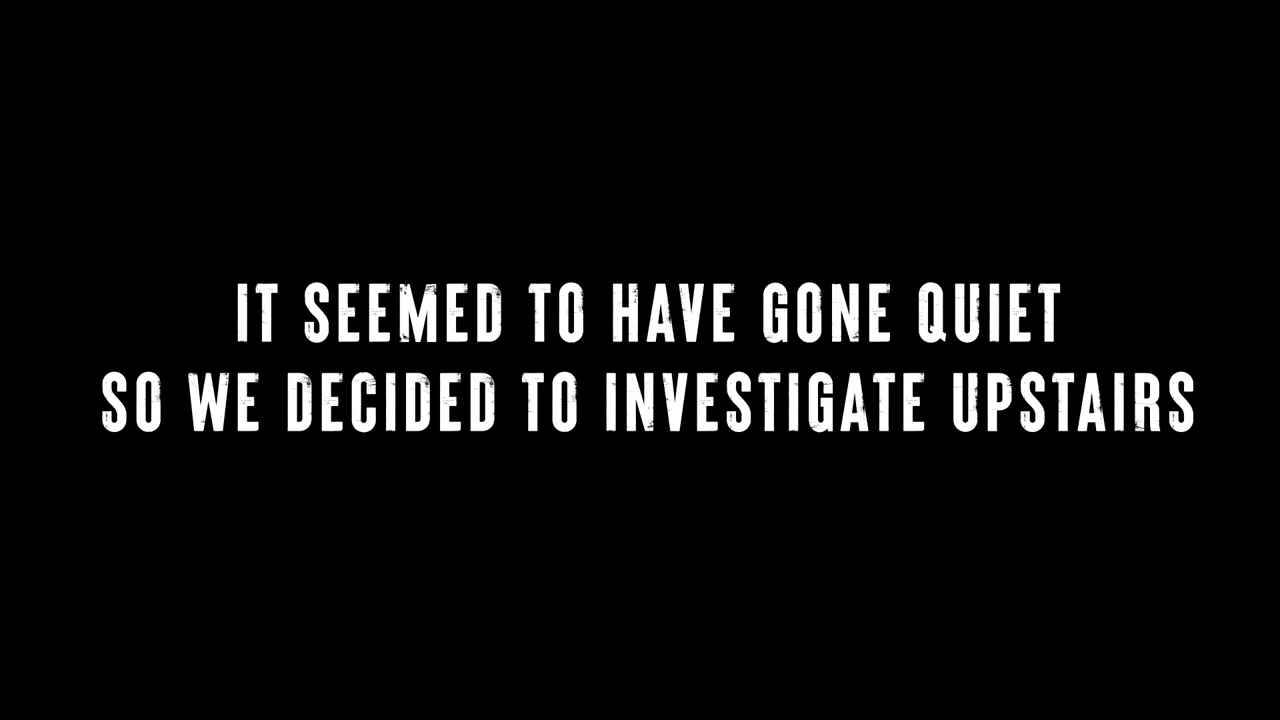 IT SEEMED TO HAVE GONE QUIET
SO WE DECIDED TO INVESTIGATE UPSTAIRS